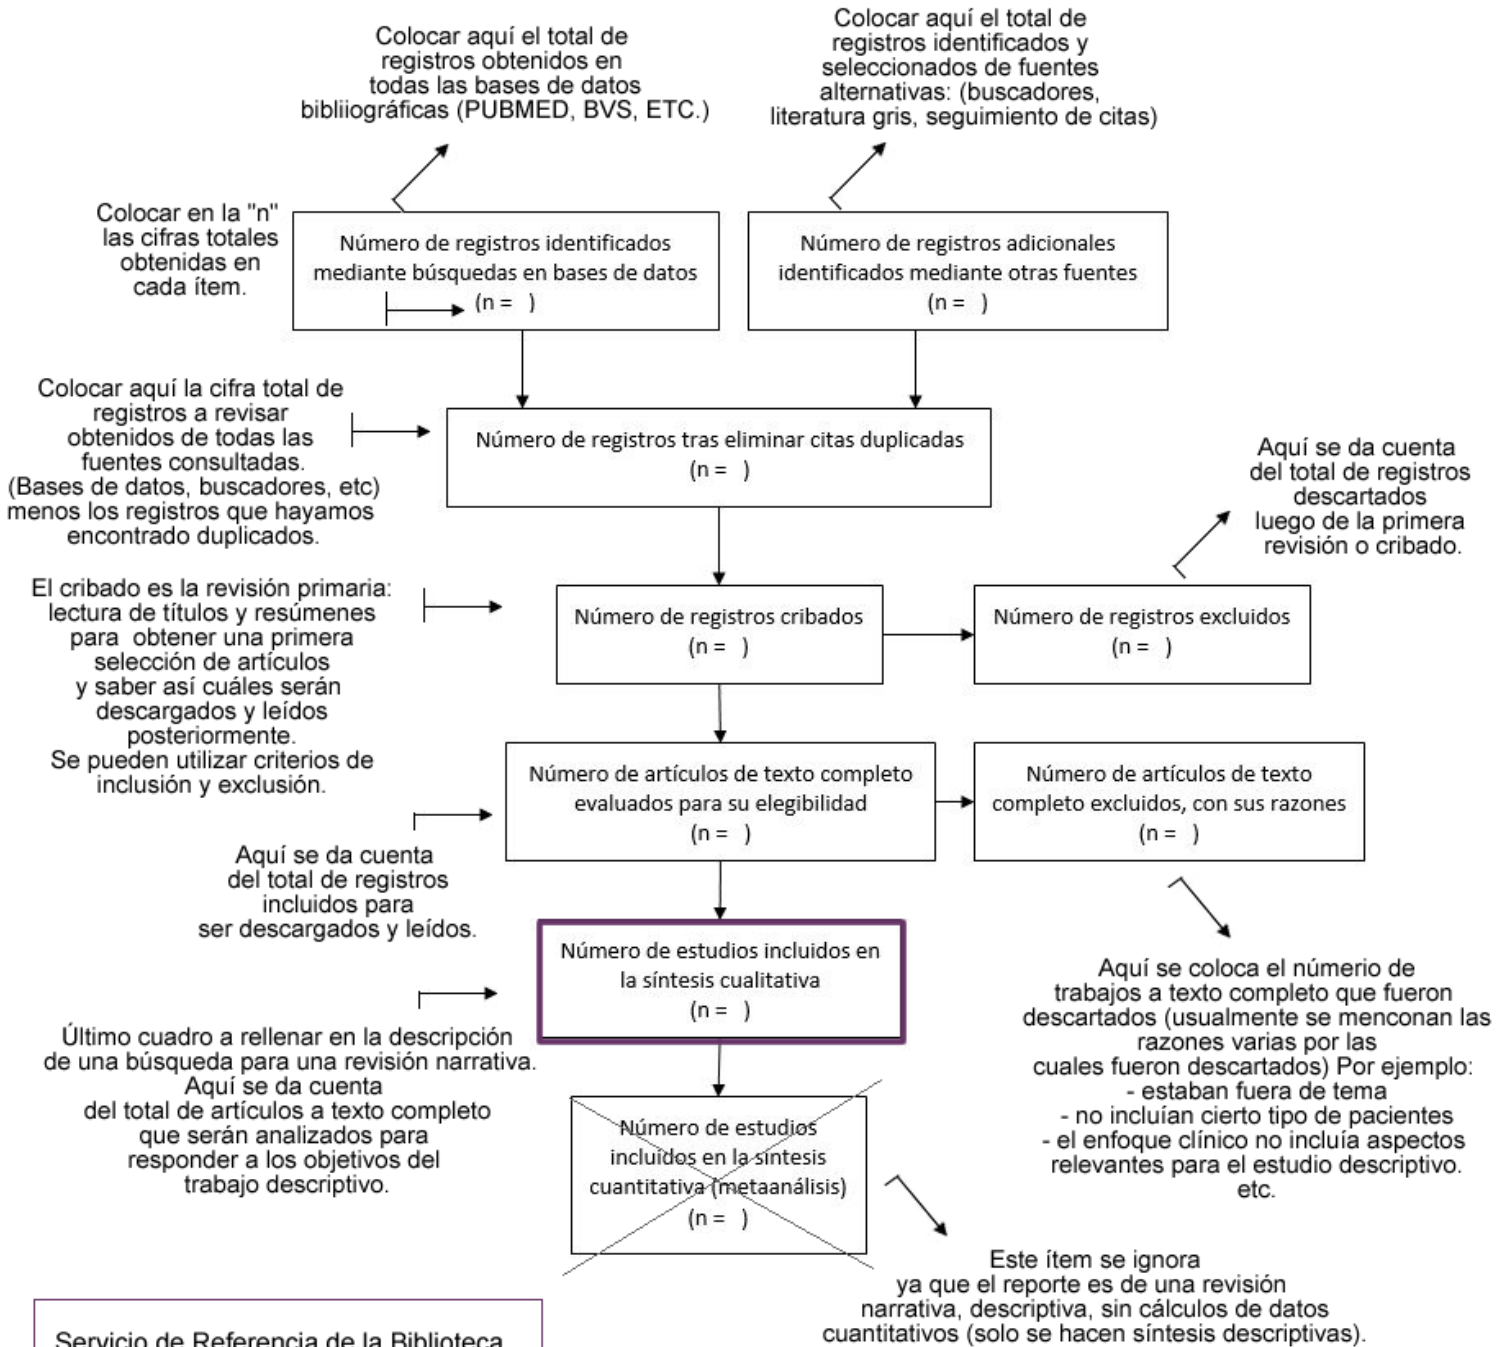 Colocar aquí el total de
registros obtenidos en
todas las bases de datos
bibliiográficas (PUBMED, BVS, ETC.)
Colocar aquí el total de
registros identificados y
seleccionados de fuentes
alternativas: (buscadores,
literatura gris, seguimiento de citas)
Colocar en la "n"
las cifras totales
obtenidas en
cada ítem.
Número de registros identificados
mediante búsquedas en bases de datos
(n = )
Número de registros adicionales
identificados mediante otras fuentes
(n = )
Colocar aquí la cifra total de
registros a revisar
obtenidos de todas las
fuentes consultadas.
(Bases de datos, buscadores, etc)
menos los registros que hayamos
encontrado duplicados.
Número de registros tras eliminar citas duplicadas
(n = )
Aquí se da cuenta
del total de registros
descartados
luego de la primera
revisión o cribado.
El cribado es la revisión primaria:
lectura de títulos y resúmenes
para obtener una primera
selección de artículos
y saber así cuáles serán
descargados y leídos
posteriormente.
Se pueden utilizar criterios de
inclusión y exclusión.
Número de registros cribados
(n = )
Número de registros excluidos
(n = )
Número de artículos de texto completo
evaluados para su elegibilidad
(n = )
Número de artículos de texto
completo excluidos, con sus razones
(n = )
Aquí se da cuenta
del total de registros
incluidos para
ser descargados y leídos.
Número de estudios incluidos en
la síntesis cualitativa
(n = )
Aquí se coloca el númerio de
trabajos a texto completo que fueron
descartados (usualmente se menconan las
razones varias por las
cuales fueron descartados) Por ejemplo:
- estaban fuera de tema
- no incluían cierto tipo de pacientes
- el enfoque clínico no incluía aspectos
relevantes para el estudio descriptivo.
etc.
Último cuadro a rellenar en la descripción
de una búsqueda para una revisión narrativa.
Aquí se da cuenta
del total de artículos a texto completo
que serán analizados para
responder a los objetivos del
trabajo descriptivo.
Número de estudios
incluidos en la síntesis
cuantitativa (metaanálisis)
(n = )
Este ítem se ignora
ya que el reporte es de una revisión
narrativa, descriptiva, sin cálculos de datos
cuantitativos (solo se hacen síntesis descriptivas).
Servicio de Referencia de la Biblioteca